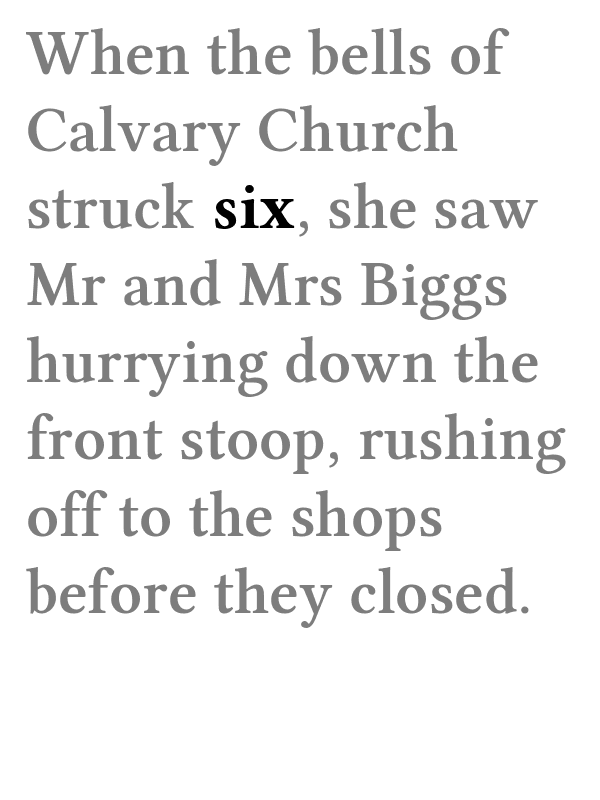 When the bells of
Calvary Church
struck six, she saw
Mr and Mrs Biggs
hurrying down the
front stoop, rushing
off to the shops
before they closed.